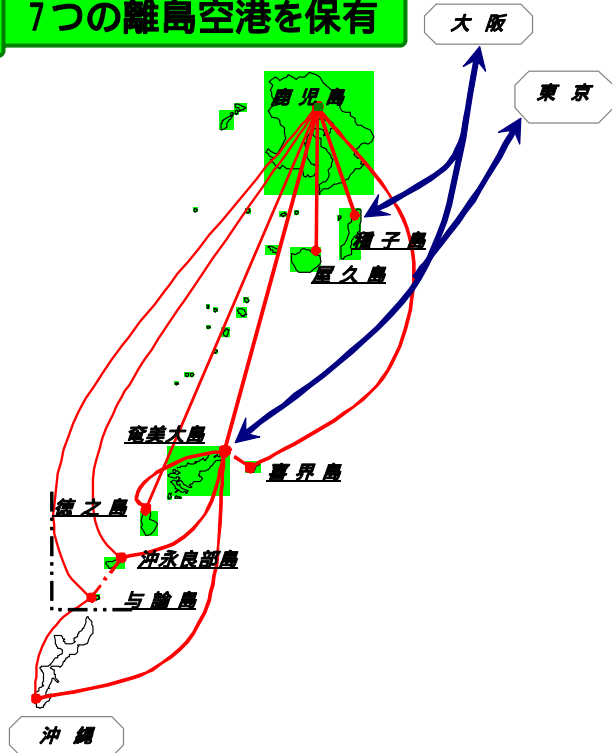 7つの離島空港を保有
大 阪
東 京
鹿 児 島
種 子 島
屋 久 島
奄美大島
喜 界 島
徳 之 島
沖永良部島
与 論 島
沖 縄